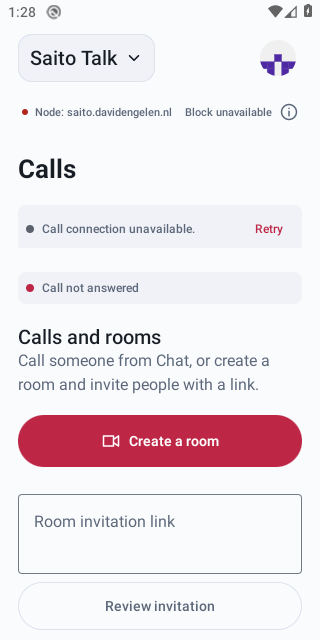 1:28
Saito Talk
Node: saito.davidengelen.nl Block unavailable
Calls
Call connection unavailable. Retry
Call not answered
Calls and rooms
Call someone from Chat, or create a
room and invite people with a link.
Create a room
Room invitation link
Review invitation